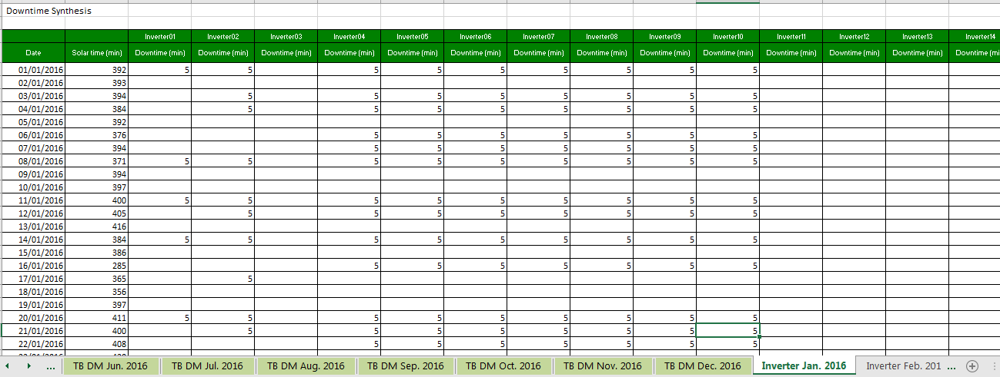 Downtime Synthesis
Inverter01 Inverter02 Inverter03 Inverter04 Inverter05 Inverter06 Inverter07 Inverter08 Inverter09 Inverter10 Inverter11 Inverter12 Inverter13 Inverter14
Date Solar time (min) Downtime (min) Downtime (min) Downtime (min) Downtime (min) Downtime (min) Downtime (min) Downtime (min) Downtime (min) Downtime (min) Downtime (min) Downtime (min) Downtime (min) Downtime (min) Downtime (mi
01/01/2016 392 5 5 5 5 5 5 5 5 5
02/01/2016 393
03/01/2016 394 5 5 5 5 5 5 5 5
04/01/2016 384 5 5 5 5 5 5 5 5
05/01/2016 392
06/01/2016 376 5 5 5 5 5 5 5
07/01/2016 394 5 5 5 5 5 5 5
08/01/2016 371 5 5 5 5 5 5 5 5 5
09/01/2016 394
10/01/2016 397
11/01/2016 400 5 5 5 5 5 5 5 5 5
12/01/2016 405 5 5 5 5 5 5 5 5
13/01/2016 416
14/01/2016 384 5 5 5 5 5 5 5 5 5
15/01/2016 386
16/01/2016 285 5 5 5 5 5 5 5
17/01/2016 365 5
18/01/2016 356
19/01/2016 397
20/01/2016 411 5 5 5 5 5 5 5 5 5
21/01/2016 400 5 5 5 5 5 5 5 5
22/01/2016 408 5 5 5 5 5 5 5
... TB DM Jun. 2016 TB DM Jul. 2016 TB DM Aug. 2016 TB DM Sep. 2016 TB DM Oct. 2016 TB DM Nov. 2016 TB DM Dec. 2016 Inverter Jan. 2016 Inverter Feb. 201 ...